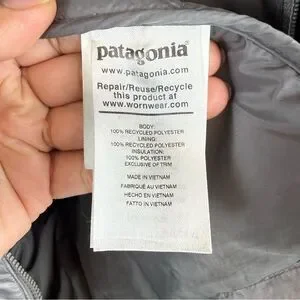 patagonia®
www.patagonia.com
Repair/Reuse/Recycle
this product at
www.wornwear.com
BODY:
100% RECYCLED POLYESTER
LINING:
100% RECYCLED POLYESTER
INSULATION:
100% POLYESTER
EXCLUSIVE OF TRIM
MADE IN VIETNAM
FABRIQUÉ AU VIETNAM
HECHO EN VIETNAM
FATTO IN VIETNAM